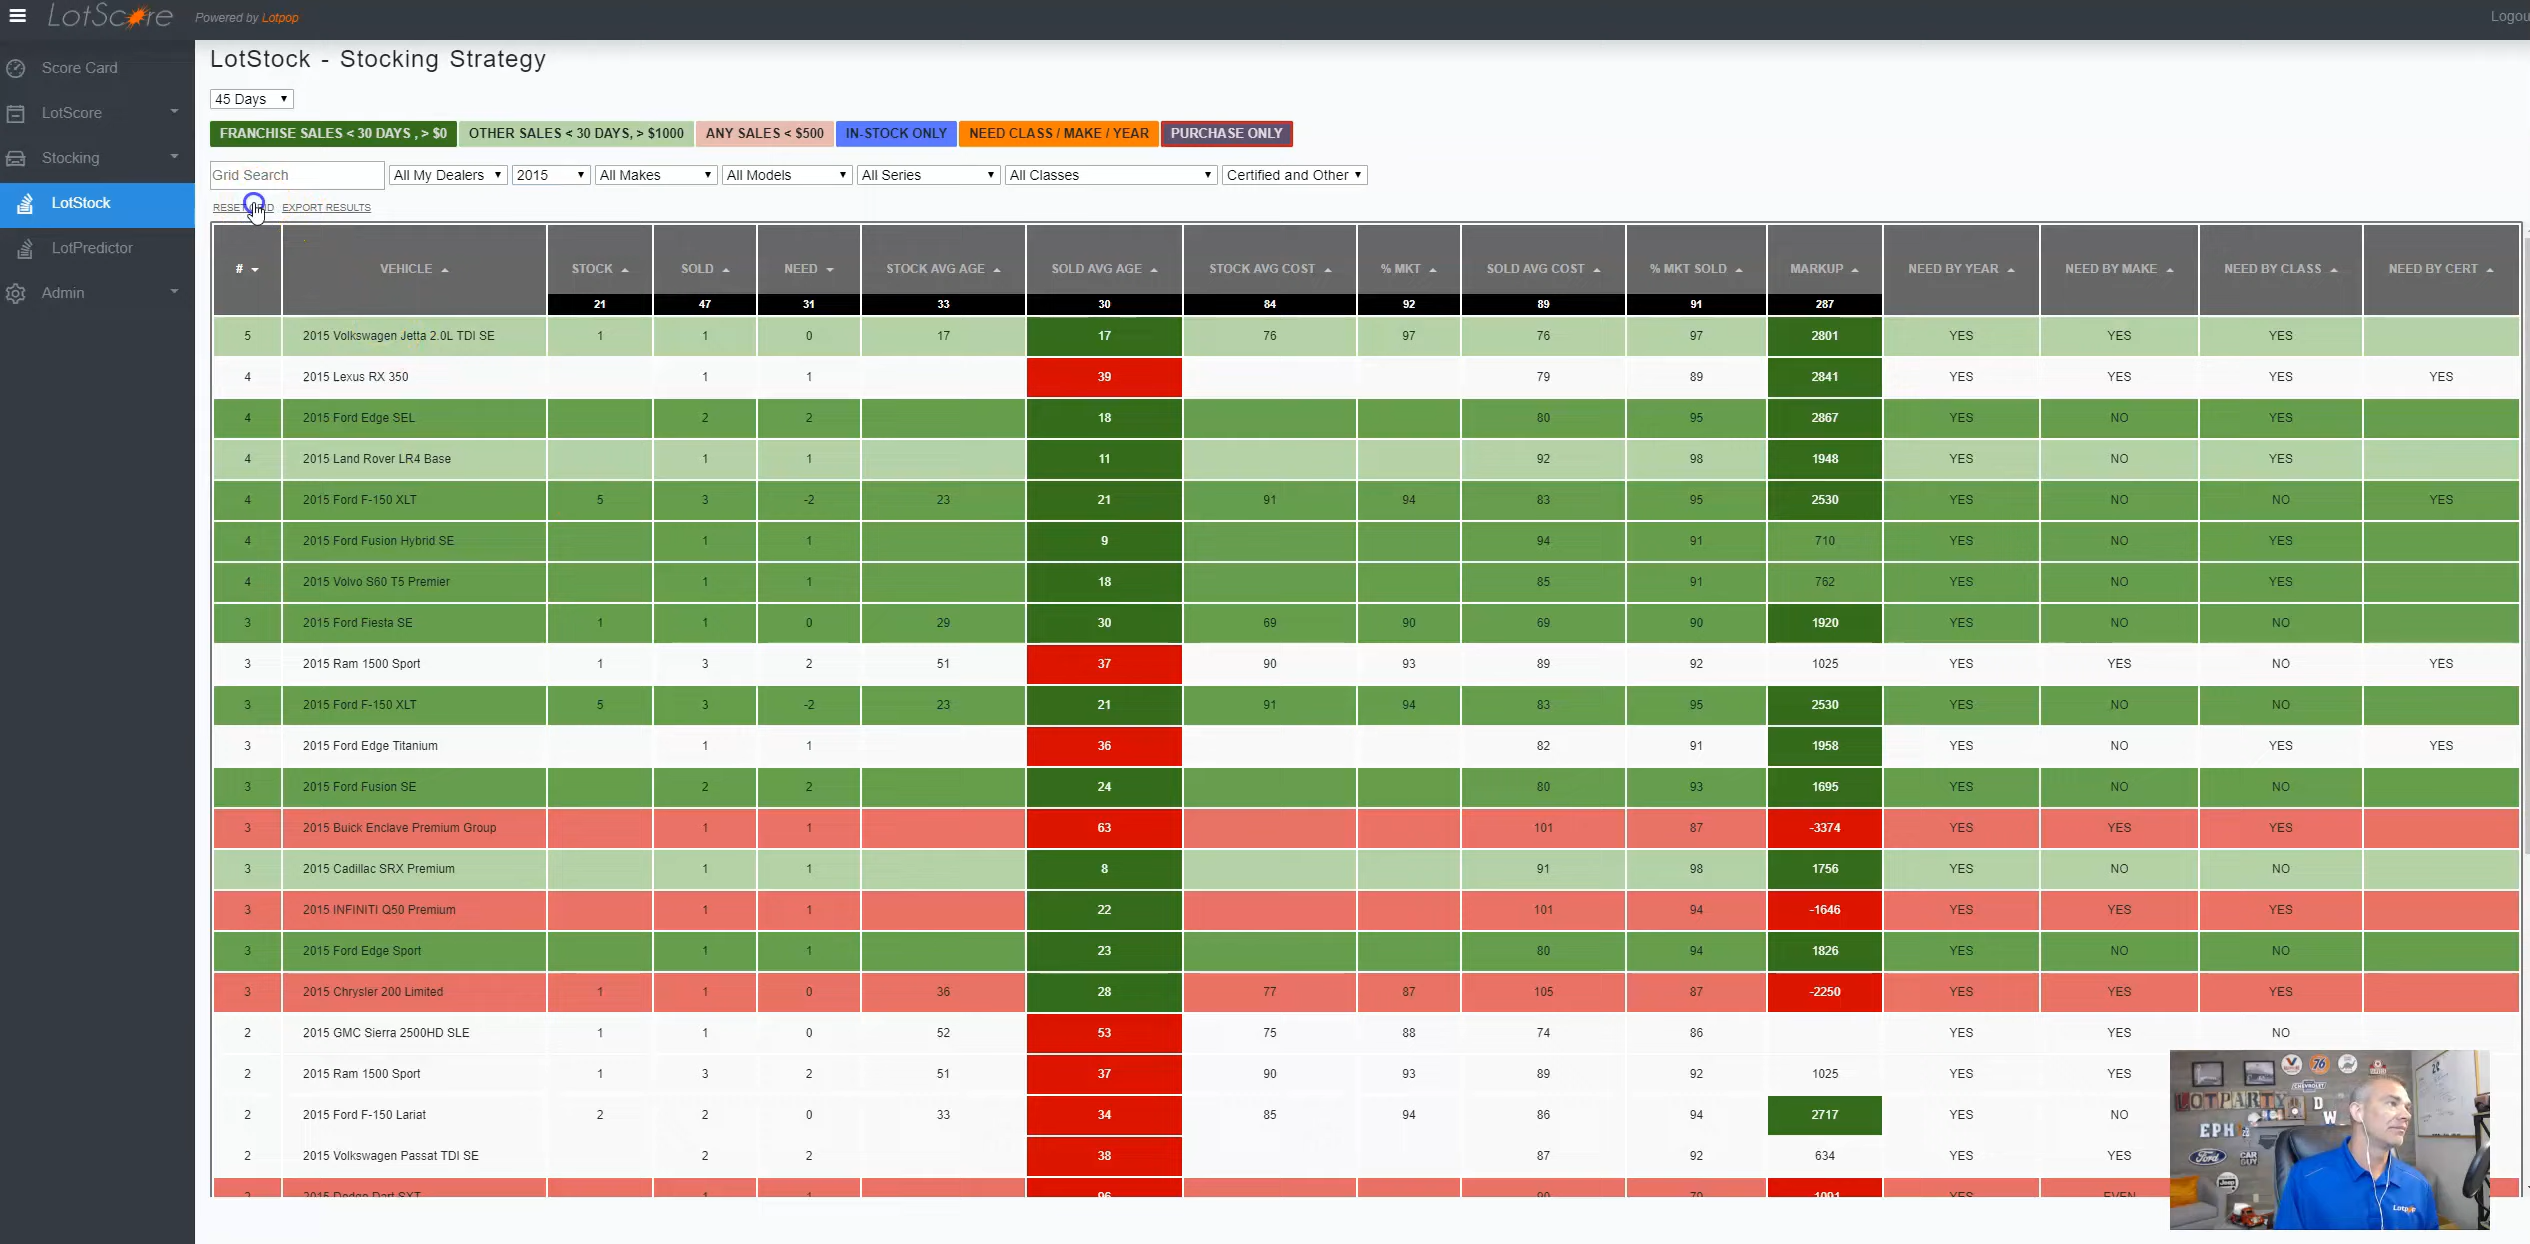 LotScore Powered by Lotpop
Logou
Score Card
LotScore
Stocking
LotStock
LotPredictor
Admin
LotStock - Stocking Strategy
45 Days
FRANCHISE SALES < 30 DAYS , > $0 OTHER SALES < 30 DAYS, > $1000 ANY SALES < $500 IN-STOCK ONLY NEED CLASS / MAKE / YEAR PURCHASE ONLY
Grid Search All My Dealers 2015 All Makes All Models All Series All Classes Certified and Other
RESET EXPORT RESULTS
# VEHICLE STOCK SOLD NEED STOCK AVG AGE SOLD AVG AGE STOCK AVG COST % MKT SOLD AVG COST % MKT SOLD MARKUP NEED BY YEAR NEED BY MAKE NEED BY CLASS NEED BY CERT
21 47 31 33 30 84 92 89 91 287
5 2015 Volkswagen Jetta 2.0L TDI SE 1 1 0 17 17 76 97 76 97 2801 YES YES YES
4 2015 Lexus RX 350 1 1 39 79 89 2841 YES YES YES YES
4 2015 Ford Edge SEL 2 2 18 80 95 2867 YES NO YES
4 2015 Land Rover LR4 Base 1 1 11 92 98 1948 YES NO YES
4 2015 Ford F-150 XLT 5 3 -2 23 21 91 94 83 95 2530 YES NO NO YES
4 2015 Ford Fusion Hybrid SE 1 1 9 94 91 710 YES NO YES
4 2015 Volvo S60 T5 Premier 1 1 18 85 91 762 YES NO YES
3 2015 Ford Fiesta SE 1 1 0 29 30 69 90 69 90 1920 YES NO NO
3 2015 Ram 1500 Sport 1 3 2 51 37 90 93 89 92 1025 YES YES NO YES
3 2015 Ford F-150 XLT 5 3 -2 23 21 91 94 83 95 2530 YES NO NO
3 2015 Ford Edge Titanium 1 1 36 82 91 1958 YES NO YES YES
3 2015 Ford Fusion SE 2 2 24 80 93 1695 YES NO NO
3 2015 Buick Enclave Premium Group 1 1 63 101 87 -3374 YES YES YES
3 2015 Cadillac SRX Premium 1 1 8 91 98 1756 YES NO NO
3 2015 INFINITI Q50 Premium 1 1 22 101 94 -1646 YES YES YES
3 2015 Ford Edge Sport 1 1 23 80 94 1826 YES NO NO
3 2015 Chrysler 200 Limited 1 1 0 36 28 77 87 105 87 -2250 YES YES YES
2 2015 GMC Sierra 2500HD SLE 1 1 0 52 53 75 88 74 86 YES YES NO
2 2015 Ram 1500 Sport 1 3 2 51 37 90 93 89 92 1025 YES YES
2 2015 Ford F-150 Lariat 2 2 0 33 34 85 94 86 94 2717 YES NO
2 2015 Volkswagen Passat TDI SE 2 2 38 87 92 634 YES YES
2 2015 Dodge Dart SXT 1 1 96 90 YES EVEN
76
CHEVROLET
LOTPARTY
D
W
EPH
Ford
CAR GUY
Jeep
Lotpop